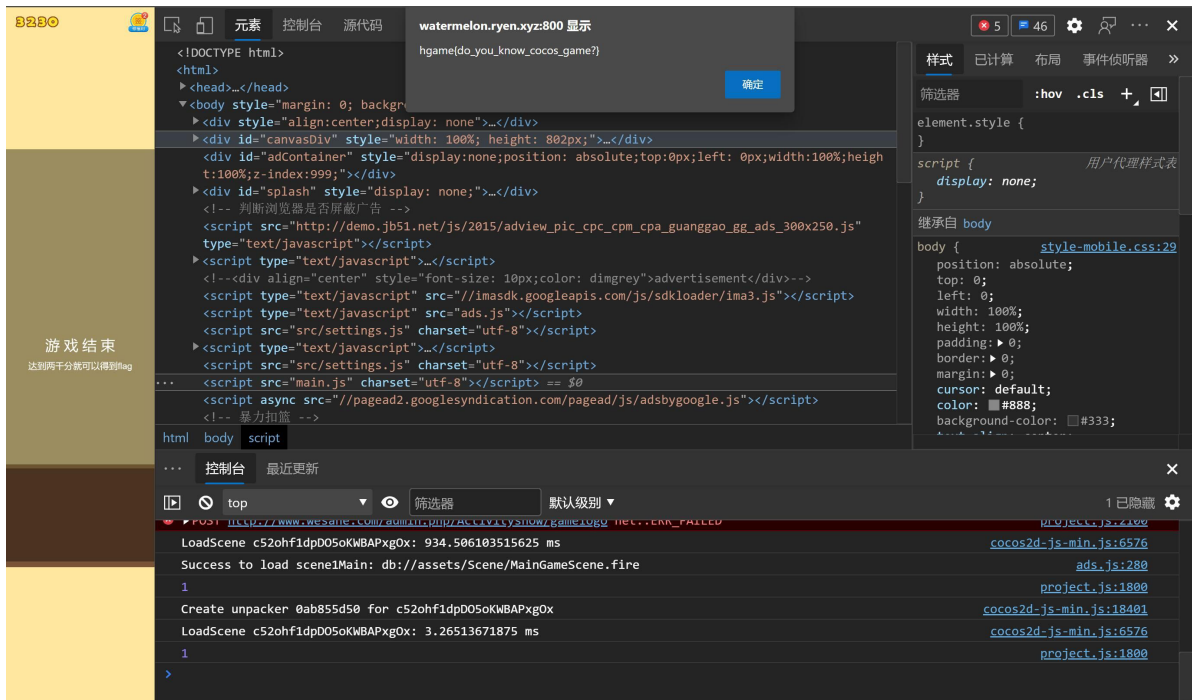 3230
元素
控制台
源代码
watermelon.ryen.xyz:800 显示
hgame{do_you_know_cocos_game?}
确定
5
46
<!DOCTYPE html>
<html>
<head>…</head>
<body style="margin: 0; backgr
<div style="align:center;display: none">…</div>
<div id="canvasDiv" style="width: 100%; height: 802px;">…</div>
<div id="adContainer" style="display:none;position: absolute;top:0px;left: 0px;width:100%;heigh
t:100%;z-index:999;"></div>
<div id="splash" style="display: none;">…</div>
<!-- 判断浏览器是否屏蔽广告 -->
<script src="http://demo.jb51.net/js/2015/adview_pic_cpc_cpm_cpa_guanggao_gg_ads_300x250.js"
type="text/javascript"></script>
<script type="text/javascript">…</script>
<!--<div align="center" style="font-size: 10px;color: dimgrey">advertisement</div>-->
<script type="text/javascript" src="//imasdk.googleapis.com/js/sdkloader/ima3.js"></script>
<script type="text/javascript" src="ads.js"></script>
<script src="src/settings.js" charset="utf-8"></script>
<script type="text/javascript">…</script>
<script src="src/settings.js" charset="utf-8"></script>
<script src="main.js" charset="utf-8"></script> == $0
<script async src="//pagead2.googlesyndication.com/pagead/js/adsbygoogle.js"></script>
<!-- 暴力扣篮 -->
html body script
样式 已计算 布局 事件侦听器
筛选器 :hov .cls
element.style {
}
script { 用户代理样式表
display: none;
}
继承自 body
body { style-mobile.css:29
position: absolute;
top: 0;
left: 0;
width: 100%;
height: 100%;
padding: 0;
border: 0;
margin: 0;
cursor: default;
color: #888;
background-color: #333;
text-align: center;
游戏结束
达到两千分就可以得到flag
控制台 最近更新
top 筛选器 默认级别 1 已隐藏
POST http://www.wesane.com/admin.php/Activityshow/gamelogo net::ERR_FAILED project.js:2100
LoadScene c52ohf1dpDO5oKWBAPxgOx: 934.506103515625 ms cocos2d-js-min.js:6576
Success to load scene1Main: db://assets/Scene/MainGameScene.fire ads.js:280
1 project.js:1800
Create unpacker 0ab855d50 for c52ohf1dpDO5oKWBAPxgOx cocos2d-js-min.js:18401
LoadScene c52ohf1dpDO5oKWBAPxgOx: 3.26513671875 ms cocos2d-js-min.js:6576
1 project.js:1800